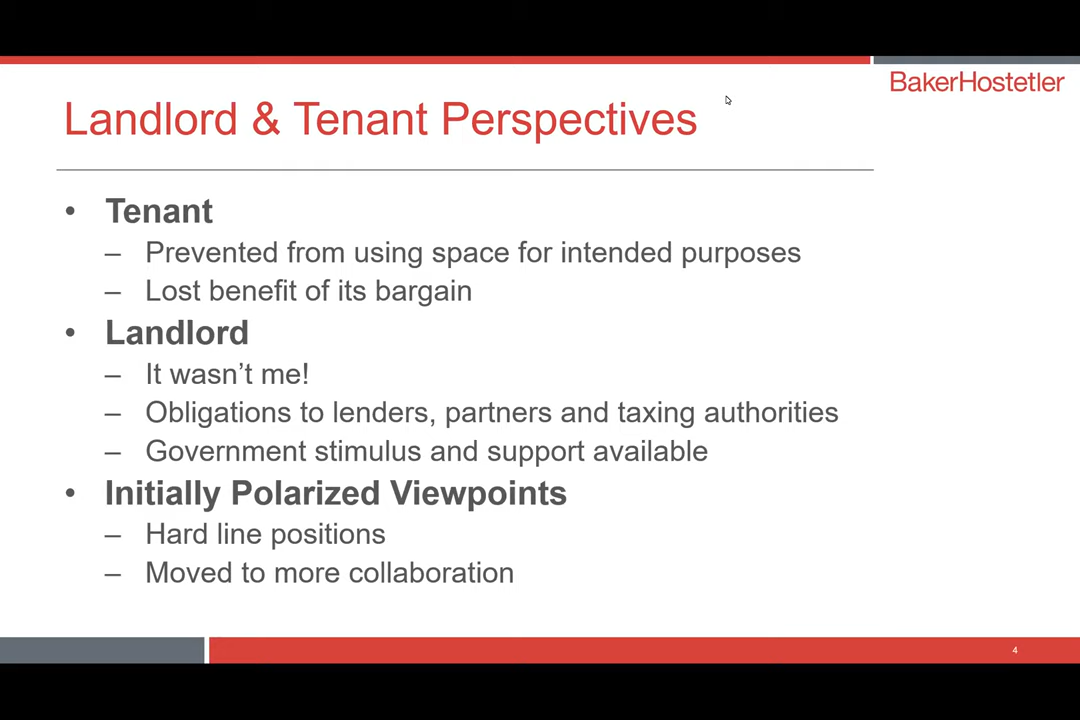 BakerHostetler
Landlord & Tenant Perspectives
• Tenant
– Prevented from using space for intended purposes
– Lost benefit of its bargain
• Landlord
– It wasn’t me!
– Obligations to lenders, partners and taxing authorities
– Government stimulus and support available
• Initially Polarized Viewpoints
– Hard line positions
– Moved to more collaboration
4